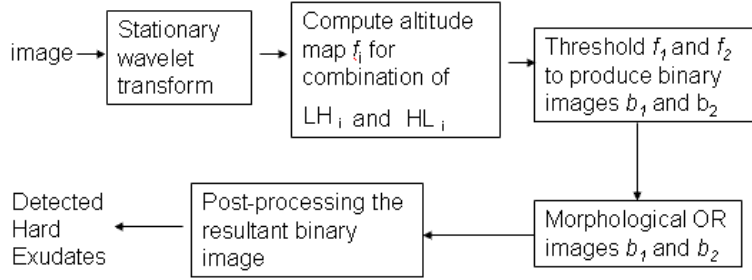 image
Stationary
wavelet
transform
Compute altitude
map fi for
combination of
LH i and HL i
Threshold f1 and f2
to produce binary
images b1 and b2
Morphological OR
images b1 and b2
Post-processing the
resultant binary
image
Detected
Hard
Exudates